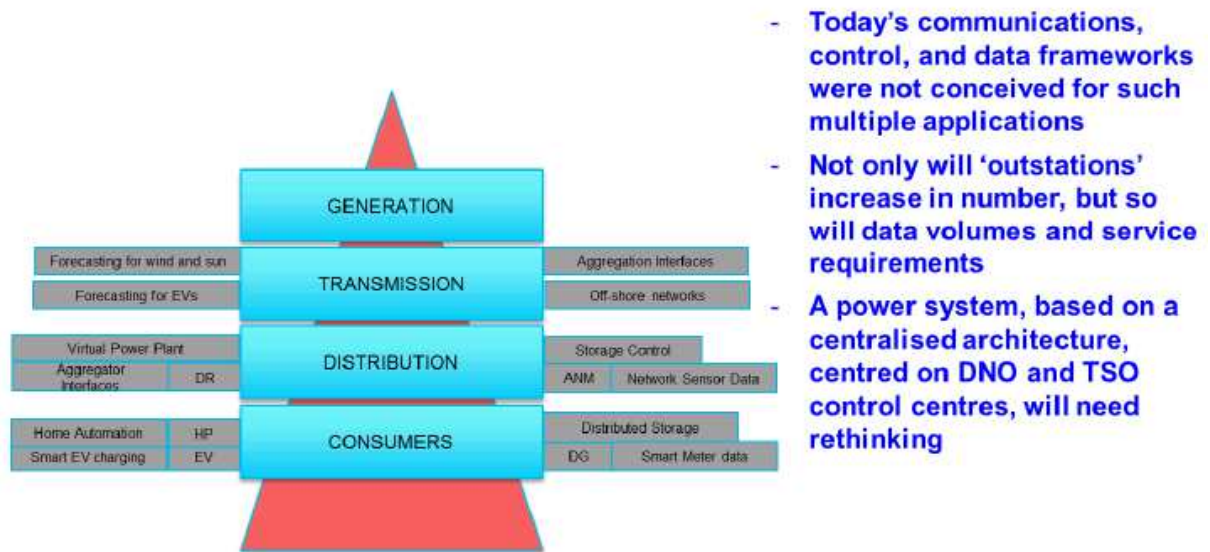 GENERATION
Forecasting for wind and sun
Forecasting for EVs
TRANSMISSION
Aggregation Interfaces
Off-shore networks
Virtual Power Plant
Aggregator
Interfaces
DR
DISTRIBUTION
Storage Control
ANM
Network Sensor Data
Home Automation
HP
Smart EV charging
EV
CONSUMERS
Distributed Storage
DG
Smart Meter data
- Today's communications,
control, and data frameworks
were not conceived for such
multiple applications
- Not only will 'outstations'
increase in number, but so
will data volumes and service
requirements
- A power system, based on a
centralised architecture,
centred on DNO and TSO
control centres, will need
rethinking